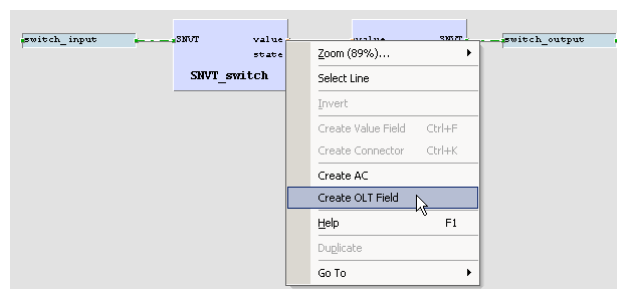 switch_input
SNVT value
state
SNVT_switch
value SNVT
switch_output
Zoom (89%)...
Select Line
Invert
Create Value Field Ctrl+F
Create Connector Ctrl+K
Create AC
Create OLT Field
Help F1
Duplicate
Go To